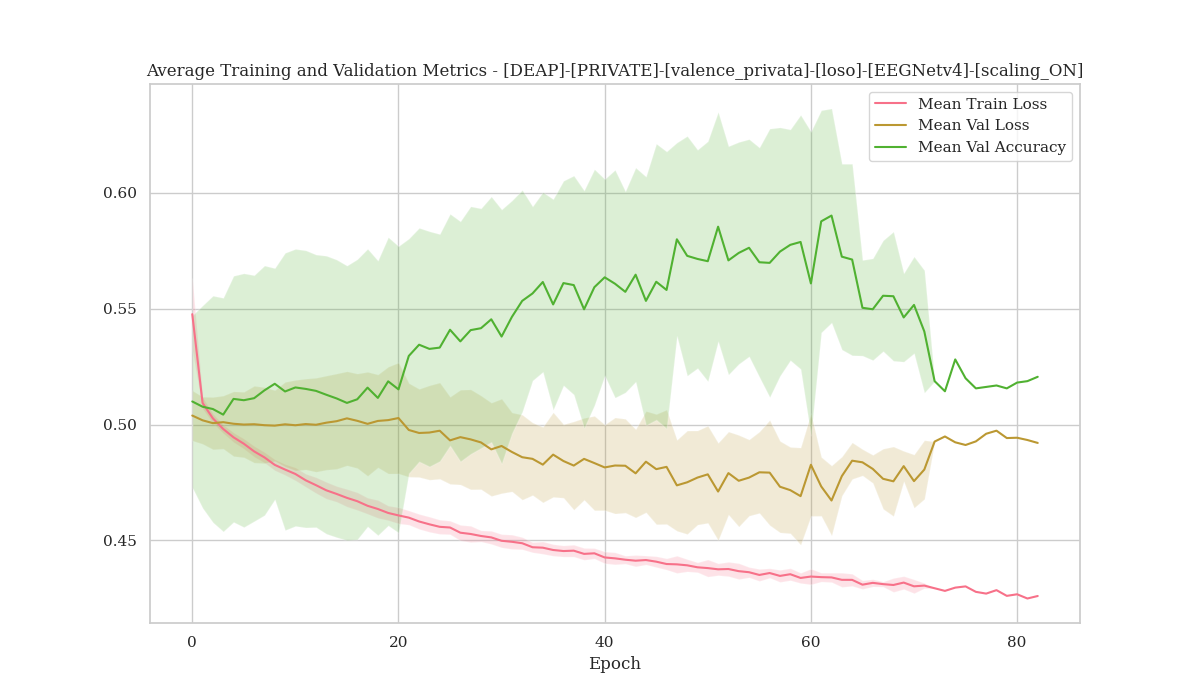 Average Training and Validation Metrics - [DEAP]-[PRIVATE]-[valence_privata]-[loso]-[EEGNetv4]-[scaling_ON]
Mean Train Loss
Mean Val Loss
Mean Val Accuracy
0.60
0.55
0.50
0.45
0
20
40
60
80
Epoch